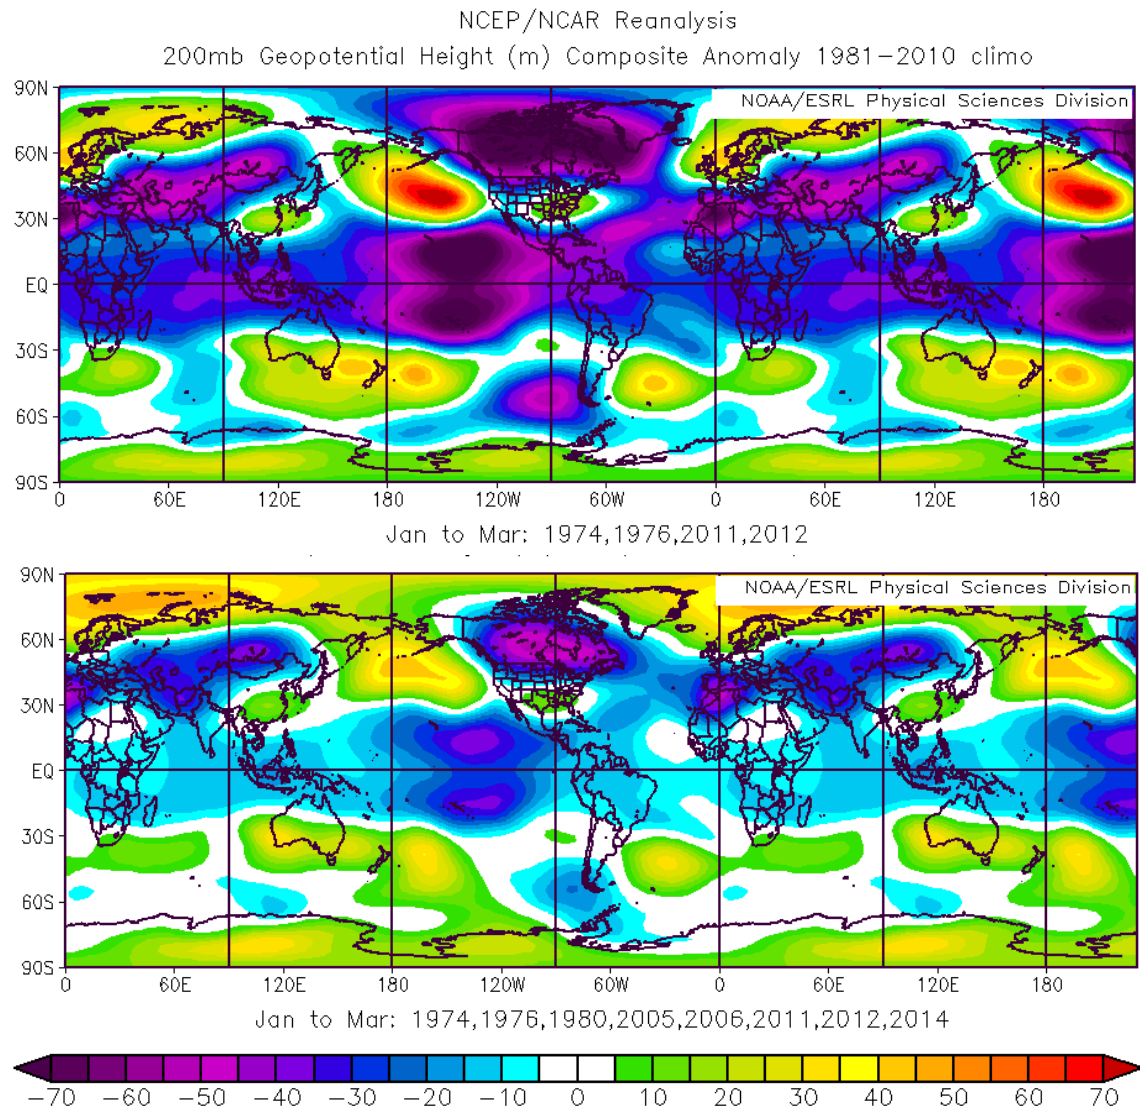 NCEP/NCAR Reanalysis
200mb Geopotential Height (m) Composite Anomaly 1981-2010 climo
NOAA/ESRL Physical Sciences Division
90N
60N
30N
EQ
30S
60S
90S
0 60E 120E 180 120W 60W 0 60E 120E 180
Jan to Mar: 1974,1976,2011,2012
NOAA/ESRL Physical Sciences Division
90N
60N
30N
EQ
30S
60S
90S
0 60E 120E 180 120W 60W 0 60E 120E 180
Jan to Mar: 1974,1976,1980,2005,2006,2011,2012,2014
-70 -60 -50 -40 -30 -20 -10 0 10 20 30 40 50 60 70